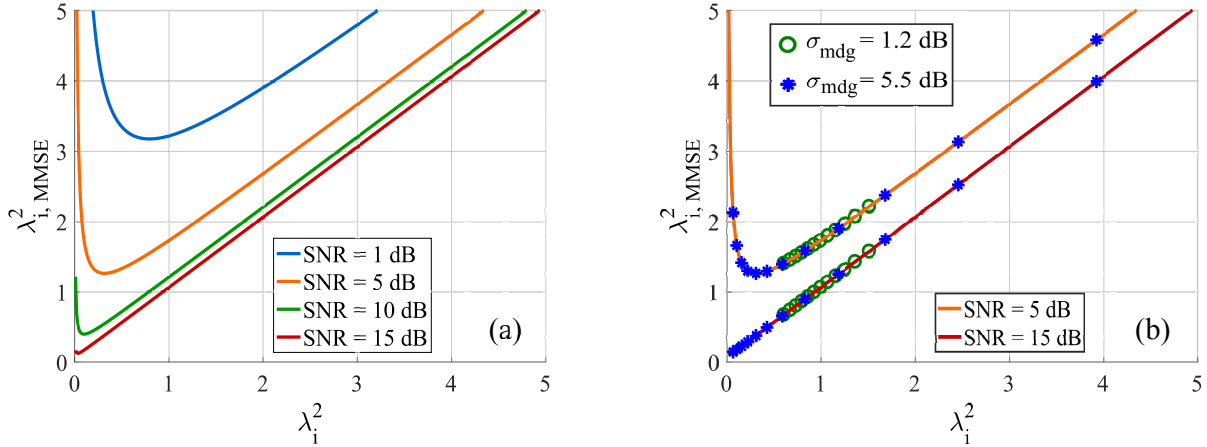 5
4
3
2
1
0
λ²i, MMSE
SNR = 1 dB
SNR = 5 dB
SNR = 10 dB
SNR = 15 dB
(a)
0 1 2 3 4 5
λ²i
5
4
3
2
1
0
λ²i, MMSE
σmdg = 1.2 dB
σmdg = 5.5 dB
SNR = 5 dB
SNR = 15 dB
(b)
0 1 2 3 4 5
λ²i